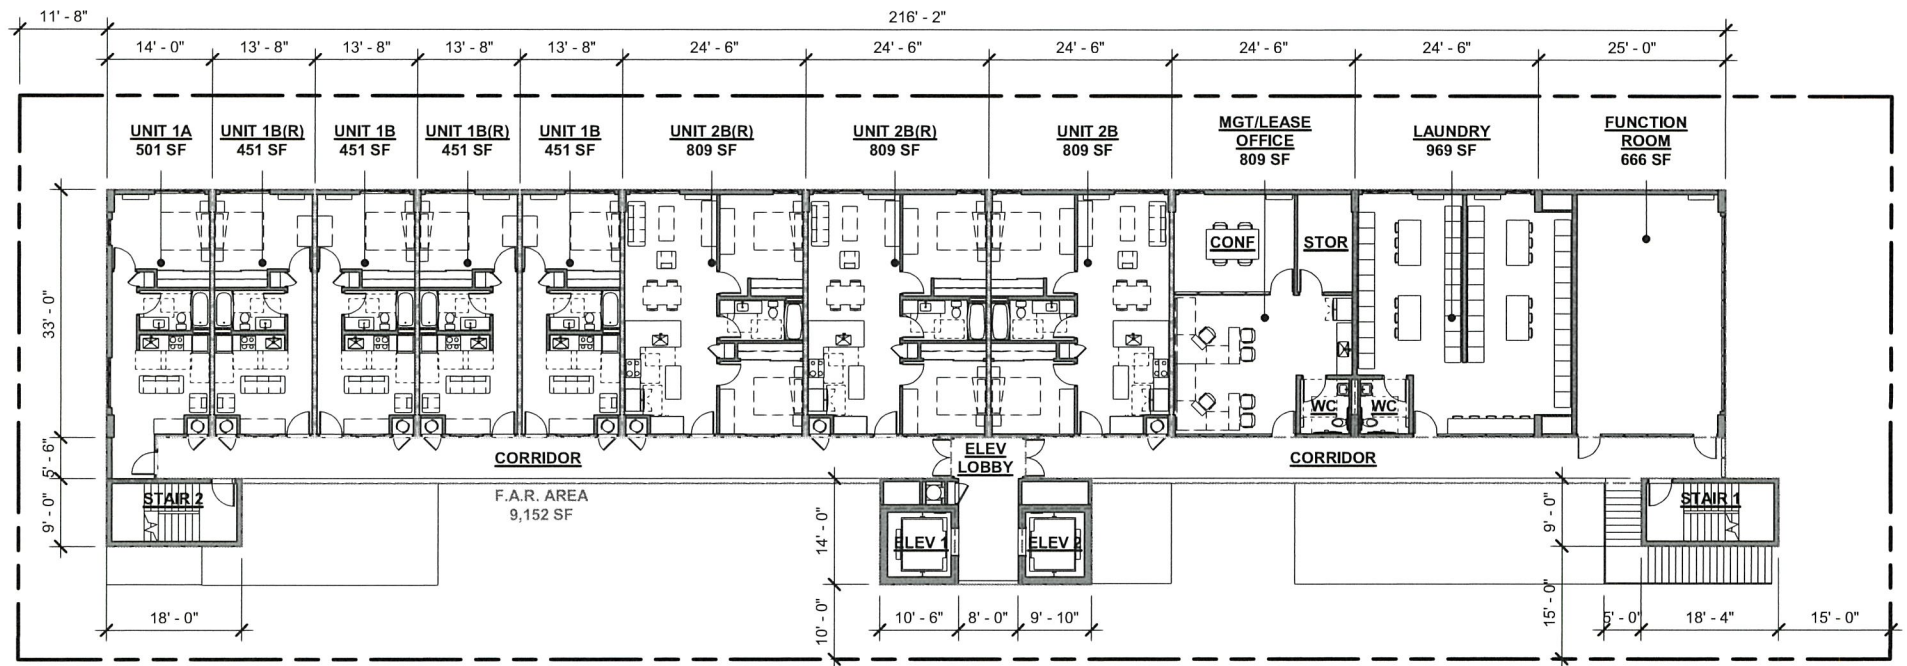 11' - 8"
216' - 2"
14' - 0"
13' - 8"
13' - 8"
13' - 8"
13' - 8"
24' - 6"
24' - 6"
24' - 6"
24' - 6"
24' - 6"
25' - 0"
UNIT 1A
501 SF
UNIT 1B(R)
451 SF
UNIT 1B
451 SF
UNIT 1B(R)
451 SF
UNIT 1B
451 SF
UNIT 2B(R)
809 SF
UNIT 2B(R)
809 SF
UNIT 2B
809 SF
MGT/LEASE
OFFICE
809 SF
LAUNDRY
969 SF
FUNCTION
ROOM
666 SF
CONF
STOR
33' - 0"
WC
WC
5' - 6"
CORRIDOR
ELEV
LOBBY
CORRIDOR
9' - 0"
STAIR 2
F.A.R. AREA
9,152 SF
14' - 0"
ELEV 1
ELEV 2
9' - 0"
STAIR 1
18' - 0"
10' - 0"
10' - 6"
8' - 0"
9' - 10"
15' - 0"
5' - 0"
18' - 4"
15' - 0"